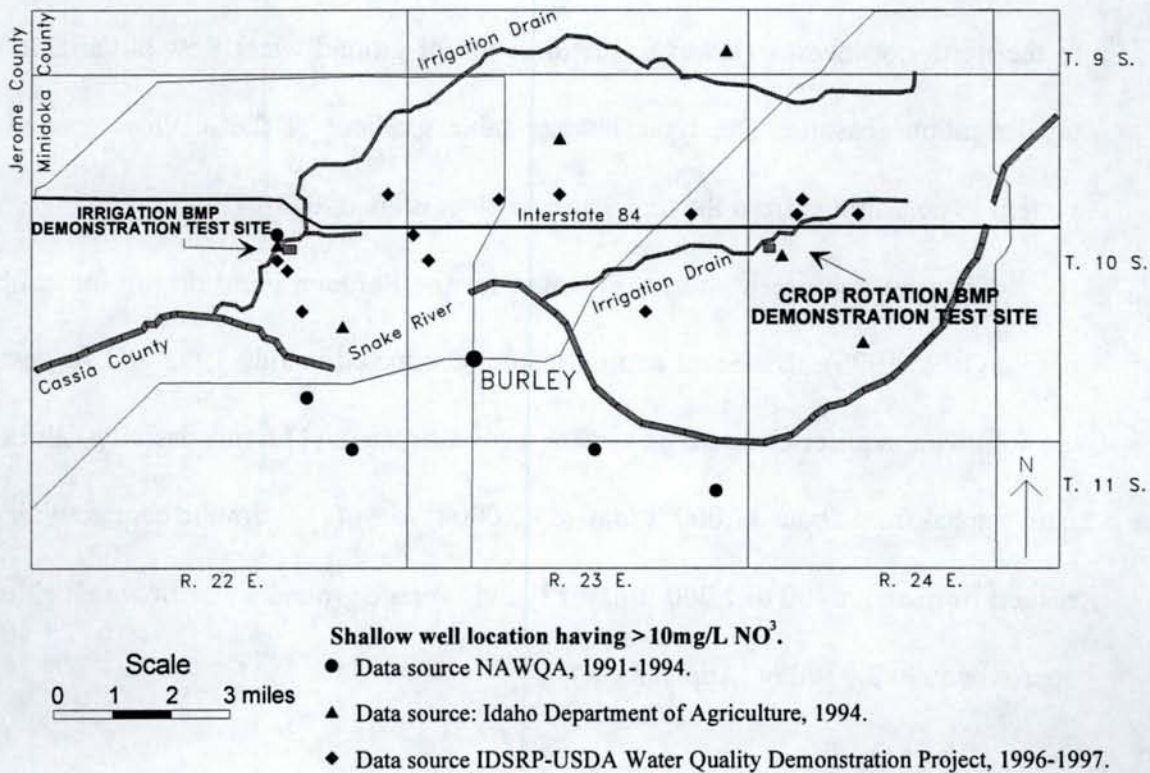 Jerome County
Minidoka County
Irrigation Drain
T. 9 S.
IRRIGATION BMP
DEMONSTRATION TEST SITE
Interstate 84
T. 10 S.
Irrigation Drain
CROP ROTATION BMP
DEMONSTRATION TEST SITE
Snake River
Cassia County
BURLEY
N
T. 11 S.
R. 22 E.
R. 23 E.
R. 24 E.
Shallow well location having > 10mg/L NO³.
Scale
0 1 2 3 miles
● Data source NAWQA, 1991-1994.
▲ Data source: Idaho Department of Agriculture, 1994.
◆ Data source IDSRP-USDA Water Quality Demonstration Project, 1996-1997.